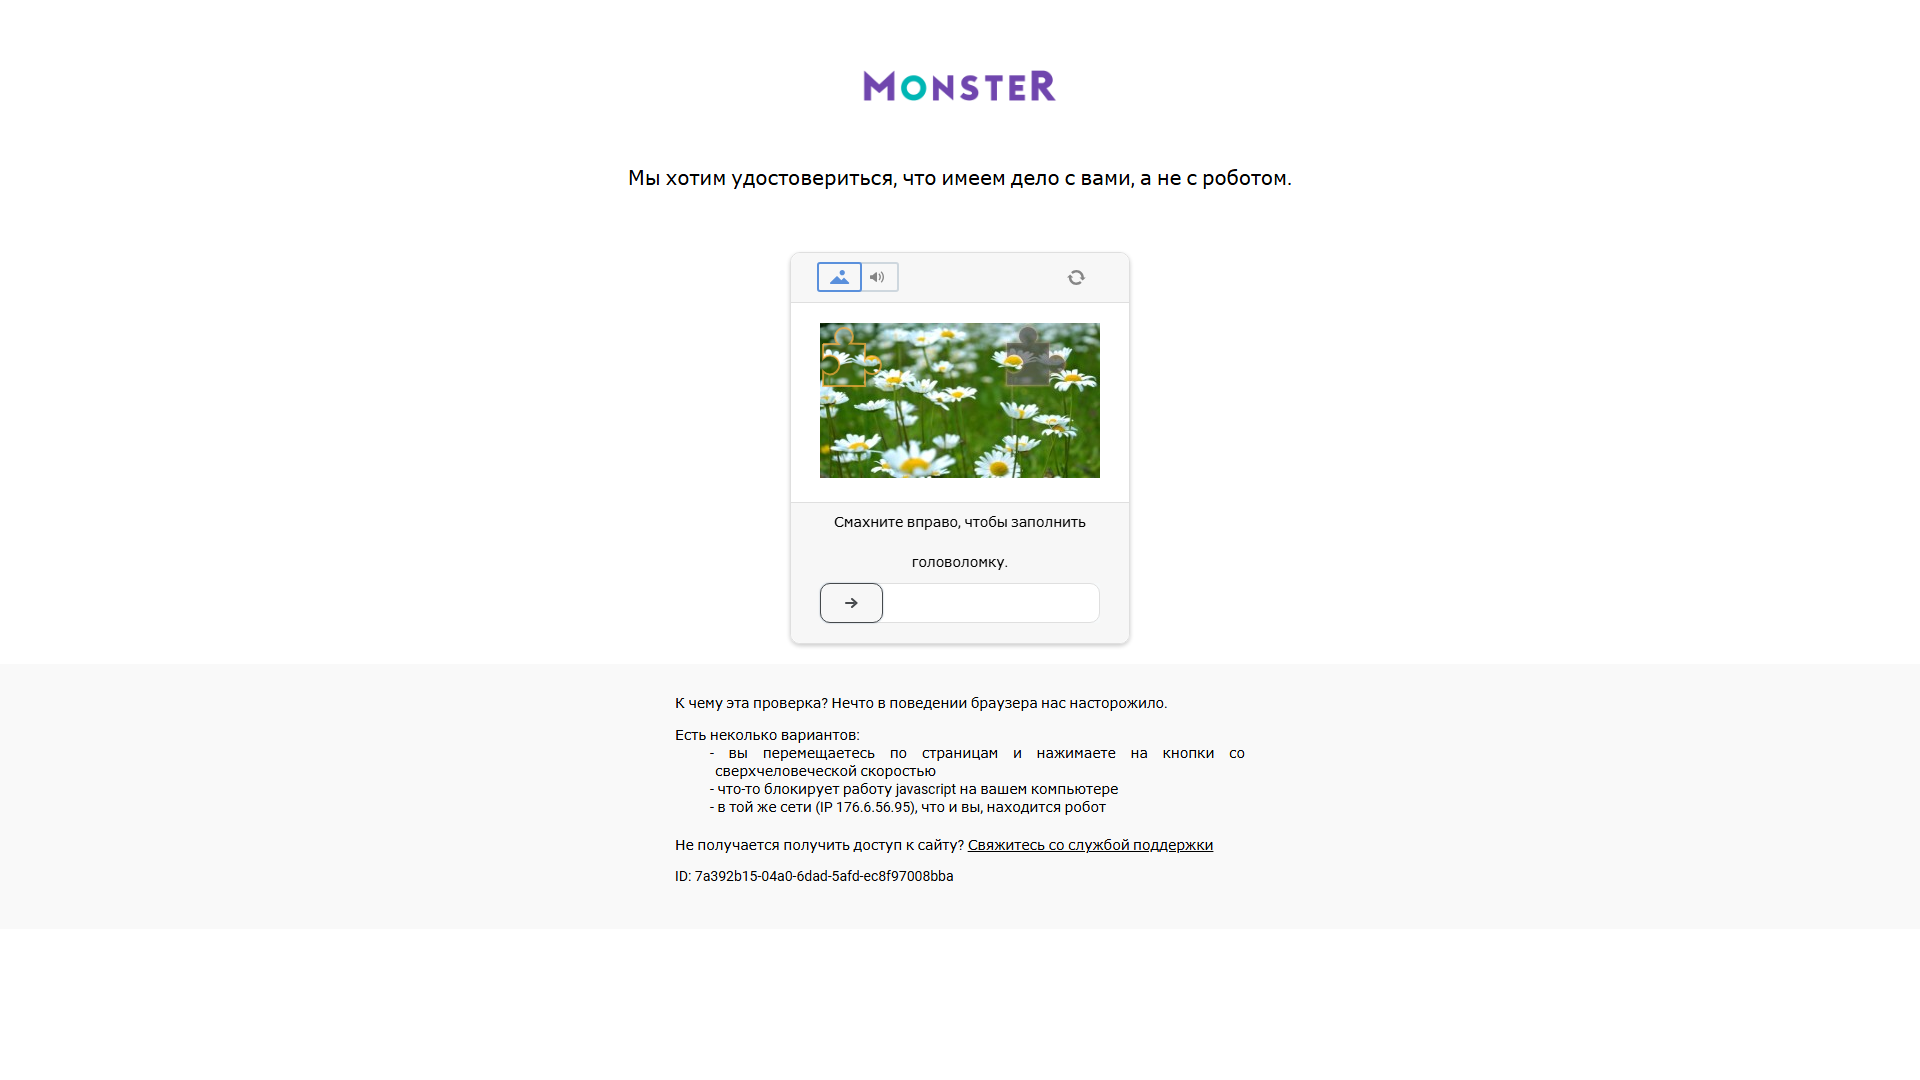 MONSTER
Мы хотим удостовериться, что имеем дело с вами, а не с роботом.
Смахните вправо, чтобы заполнить
головоломку.
К чему эта проверка? Нечто в поведении браузера нас насторожило.
Есть неколько вариантов:
- вы перемещаетесь по страницам и нажимаете на кнопки со
сверхчеловеческой скоростью
- что-то блокирует работу javascript на вашем компьютере
- в той же сети (IP 176.6.56.95), что и вы, находится робот
Не получается получить доступ к сайту? Свяжитесь со службой поддержки
ID: 7a392b15-04a0-6dad-5afd-ec8f97008bba